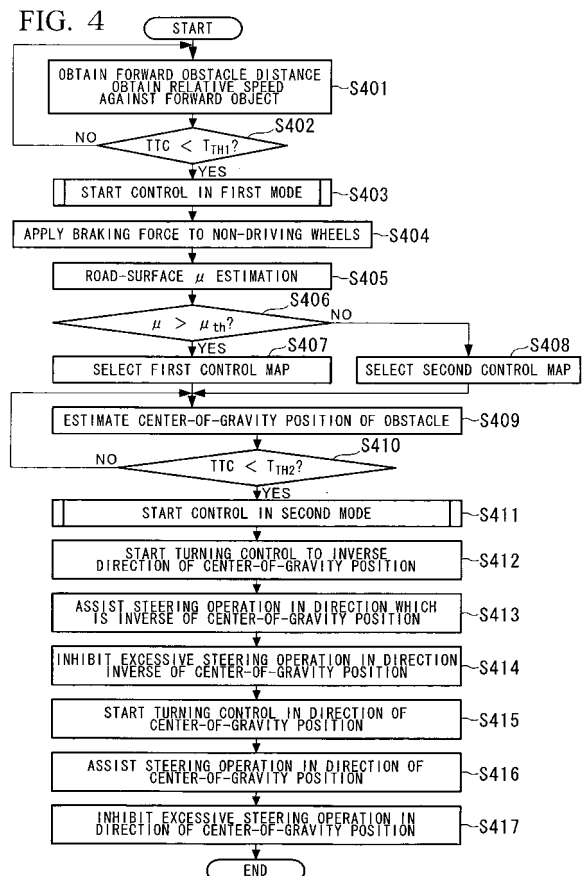 FIG. 4
START
OBTAIN FORWARD OBSTACLE DISTANCE
OBTAIN RELATIVE SPEED
AGAINST FORWARD OBJECT
S401
S402
NO
TTC < TTH1?
YES
START CONTROL IN FIRST MODE
S403
APPLY BRAKING FORCE TO NON-DRIVING WHEELS
S404
ROAD-SURFACE μ ESTIMATION
S405
S406
μ > μth?
NO
YES
S407
SELECT FIRST CONTROL MAP
S408
SELECT SECOND CONTROL MAP
ESTIMATE CENTER-OF-GRAVITY POSITION OF OBSTACLE
S409
S410
NO
TTC < TTH2?
YES
START CONTROL IN SECOND MODE
S411
START TURNING CONTROL TO INVERSE
DIRECTION OF CENTER-OF-GRAVITY POSITION
S412
ASSIST STEERING OPERATION IN DIRECTION WHICH
IS INVERSE OF CENTER-OF-GRAVITY POSITION
S413
INHIBIT EXCESSIVE STEERING OPERATION IN DIRECTION
INVERSE OF CENTER-OF-GRAVITY POSITION
S414
START TURNING CONTROL IN DIRECTION OF
CENTER-OF-GRAVITY POSITION
S415
ASSIST STEERING OPERATION IN DIRECTION OF
CENTER-OF-GRAVITY POSITION
S416
INHIBIT EXCESSIVE STEERING OPERATION IN
DIRECTION OF CENTER-OF-GRAVITY POSITION
S417
END